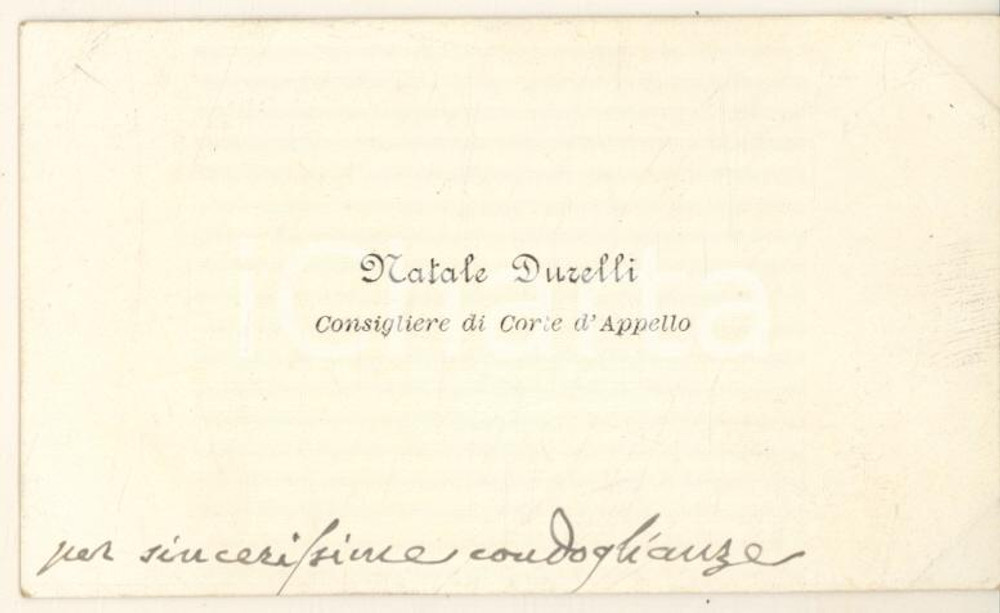 Natale Durelli
Consigliere di Corte d'Appello
per sincerissime condoglianze